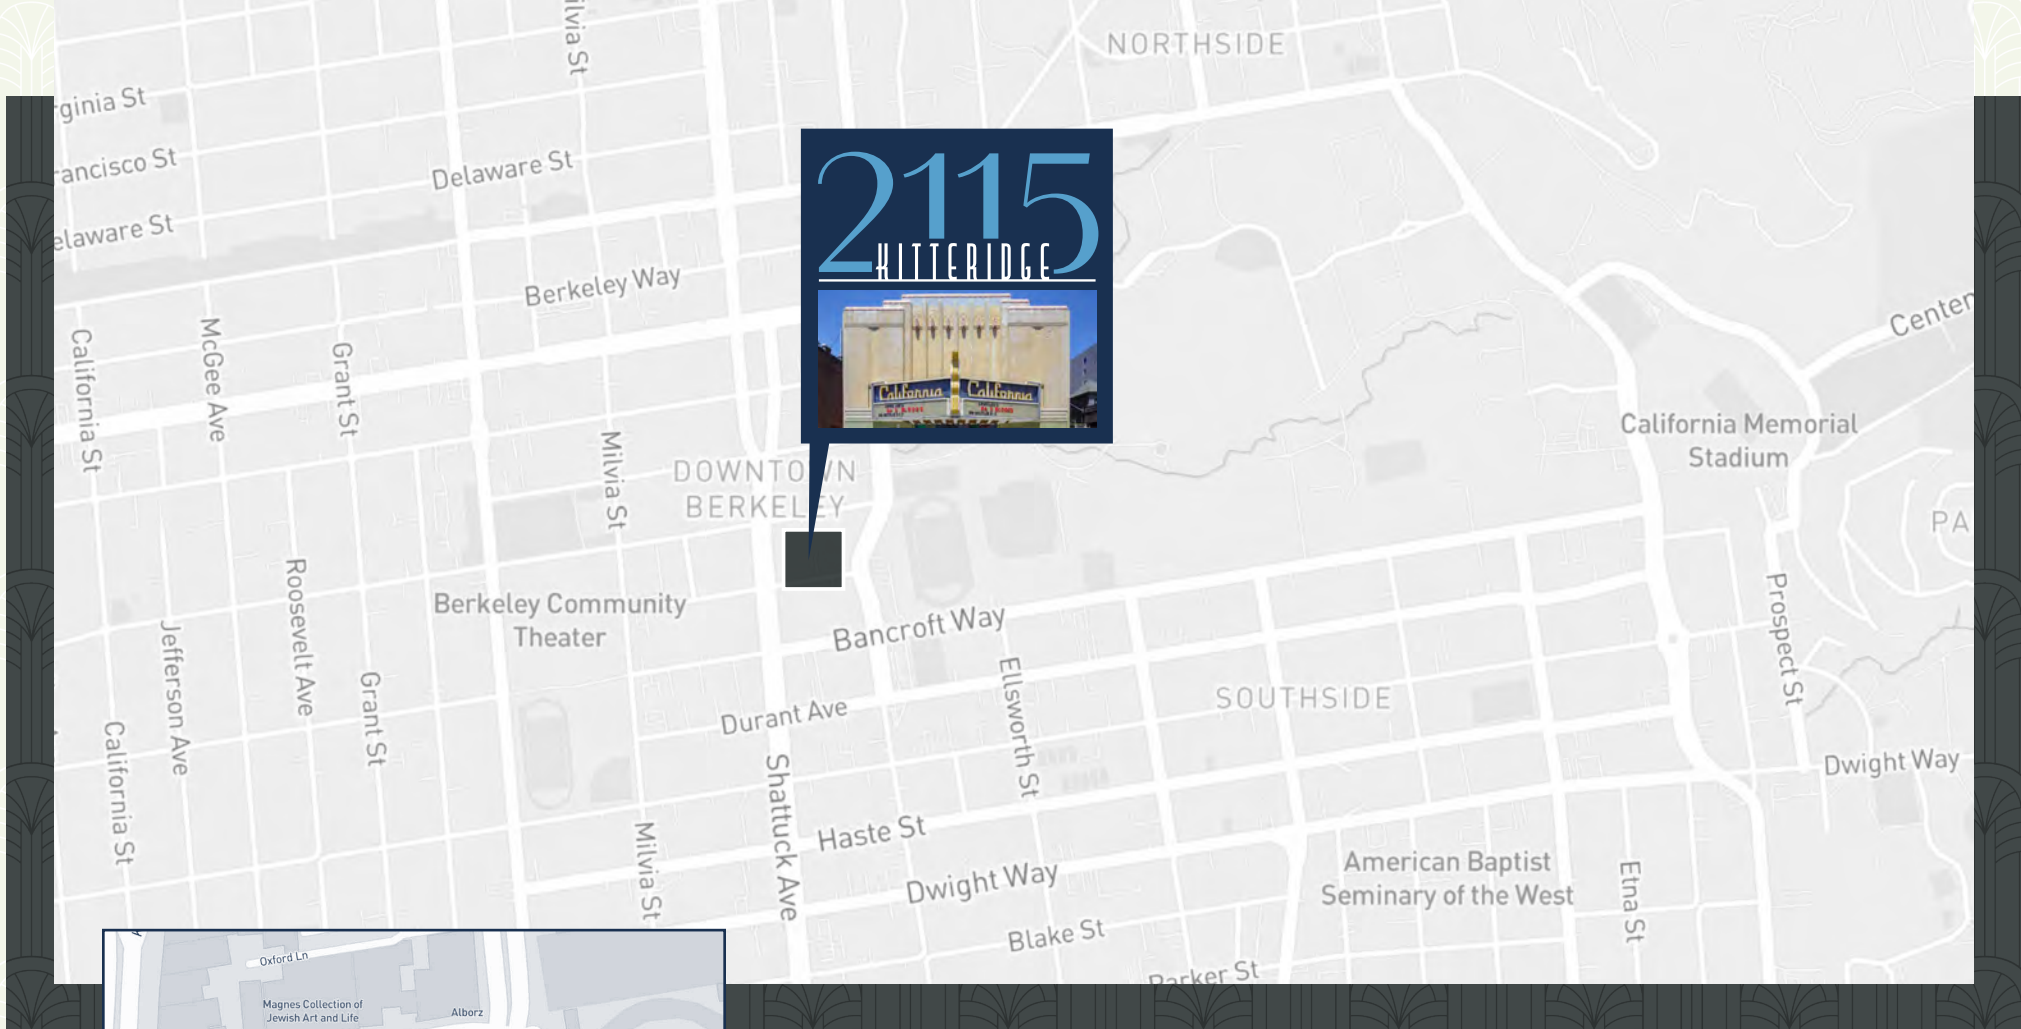 ilvia St
NORTHSIDE
rginia St
rancisco St
Delaware St
elaware St
2115
KITTERIDGE
Berkeley Way
California
California
Center
California St
McGee Ave
Grant St
Milvia St
California Memorial
Stadium
DOWNTOWN
BERKELEY
PA
Roosevelt Ave
Berkeley Community
Theater
Bancroft Way
Prospect St
Jefferson Ave
Grant St
Ellsworth St
SOUTHSIDE
Durant Ave
California St
Shattuck Ave
Dwight Way
Haste St
Milvia St
Dwight Way
American Baptist
Seminary of the West
Etna St
Blake St
Parker St
Oxford Ln
Magnes Collection of
Jewish Art and Life
Alborz